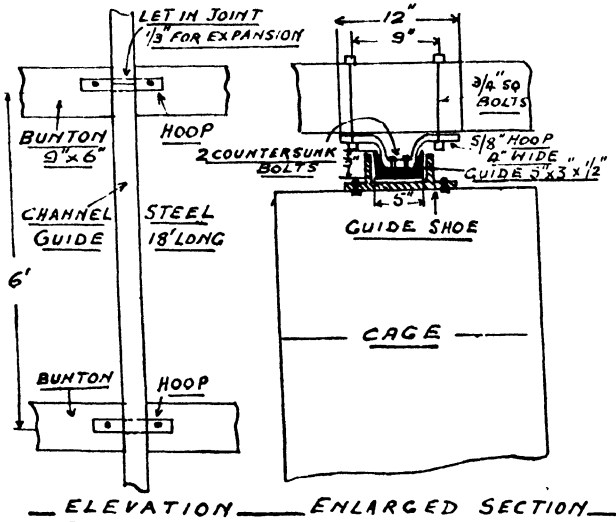 LET IN JOINT
1/3" FOR EXPANSION
BUNTON
9"x6"
HOOP
CHANNEL
GUIDE
STEEL
18' LONG
6'
BUNTON
HOOP
ELEVATION
12"
9"
3/4" SQ
BOLTS
2 COUNTERSUNK
BOLTS
5/8" HOOP
4" WIDE
GUIDE 5"x3"x1/2"
5"
GUIDE SHOE
CAGE
ENLARGED SECTION